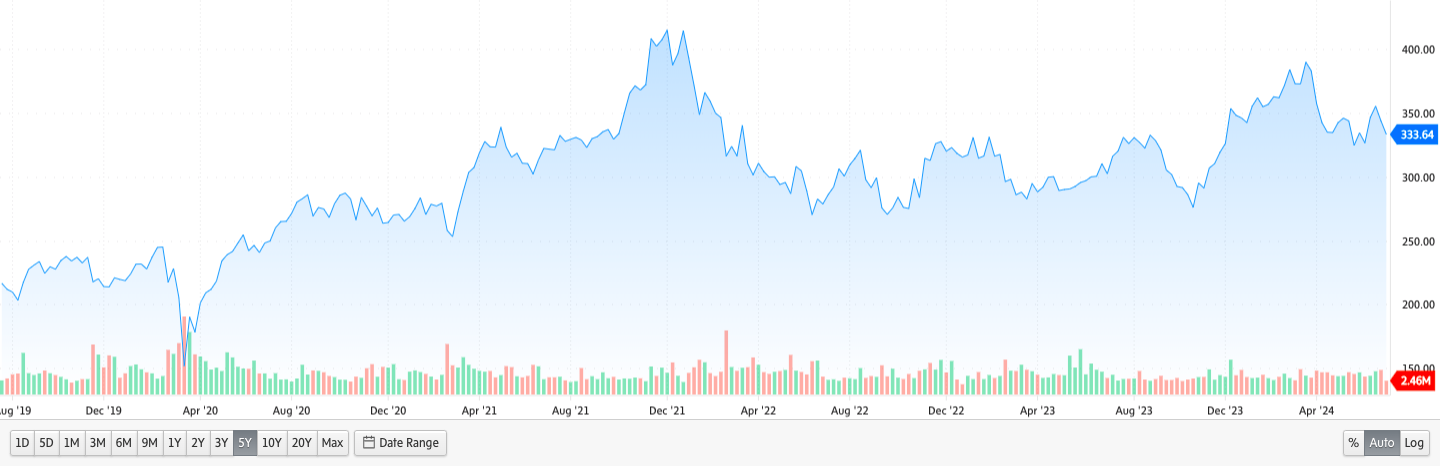 400.00
350.00
333.64
300.00
250.00
200.00
150.00
2.46M
Aug '19 Dec '19 Apr '20 Aug '20 Dec '20 Apr '21 Aug '21 Dec '21 Apr '22 Aug '22 Dec '22 Apr '23 Aug '23 Dec '23 Apr '24
1D 5D 1M 3M 6M 9M 1Y 2Y 3Y 5Y 10Y 20Y Max Date Range % Auto Log